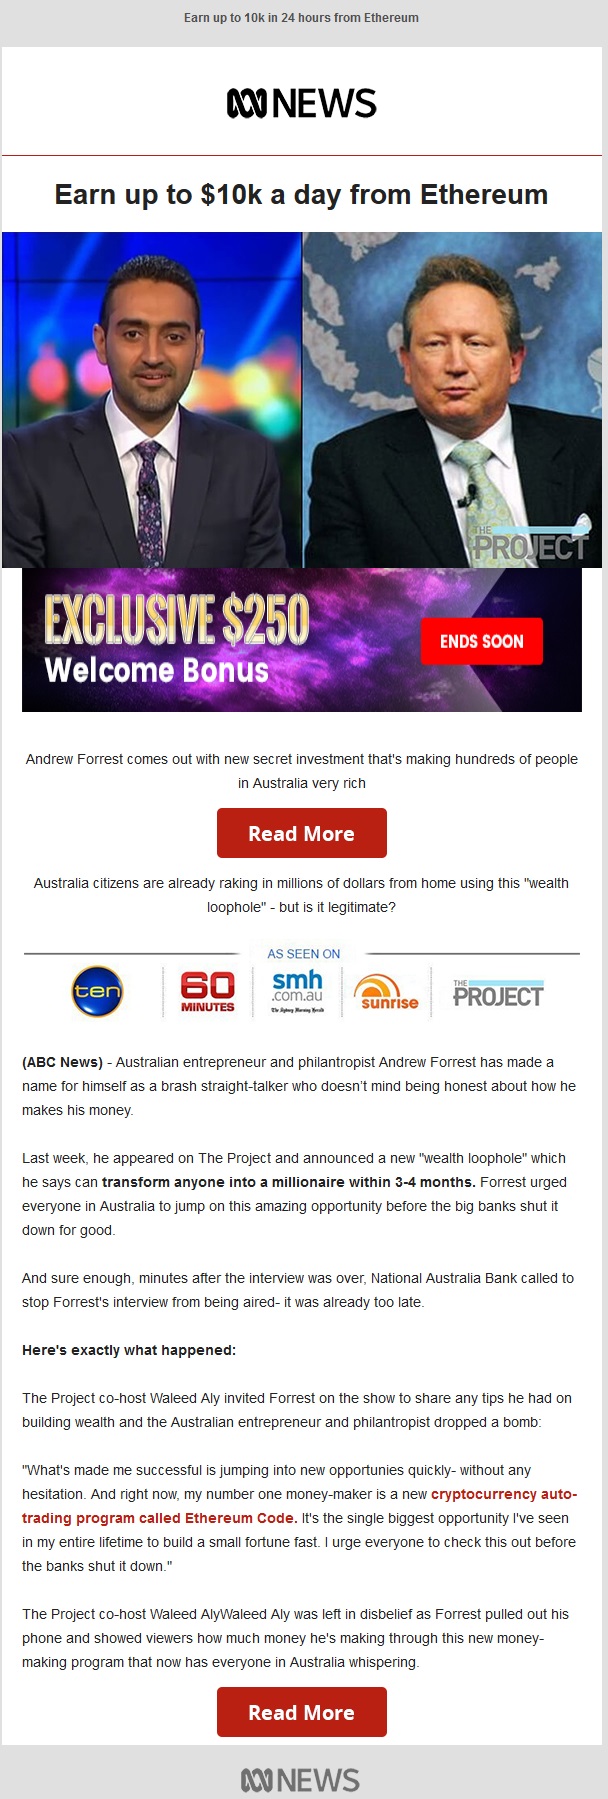 Earn up to 10k in 24 hours from Ethereum
NEWS
Earn up to $10k a day from Ethereum
THE
PROJECT
EXCLUSIVE $250
Welcome Bonus
ENDS SOON
Andrew Forrest comes out with new secret investment that's making hundreds of people
in Australia very rich
Read More
Australia citizens are already raking in millions of dollars from home using this "wealth
loophole" - but is it legitimate?
AS SEEN ON
ten
60
MINUTES
smh
.com.au
The Sydney Morning Herald
sunrise
THE
PROJECT
(ABC News) - Australian entrepreneur and philantropist Andrew Forrest has made a
name for himself as a brash straight-talker who doesn’t mind being honest about how he
makes his money.
Last week, he appeared on The Project and announced a new "wealth loophole" which
he says can transform anyone into a millionaire within 3-4 months. Forrest urged
everyone in Australia to jump on this amazing opportunity before the big banks shut it
down for good.
And sure enough, minutes after the interview was over, National Australia Bank called to
stop Forrest's interview from being aired- it was already too late.
Here's exactly what happened:
The Project co-host Waleed Aly invited Forrest on the show to share any tips he had on
building wealth and the Australian entrepreneur and philantropist dropped a bomb:
"What's made me successful is jumping into new opportunies quickly- without any
hesitation. And right now, my number one money-maker is a new cryptocurrency auto-
trading program called Ethereum Code. It's the single biggest opportunity I've seen
in my entire lifetime to build a small fortune fast. I urge everyone to check this out before
the banks shut it down."
The Project co-host Waleed AlyWaleed Aly was left in disbelief as Forrest pulled out his
phone and showed viewers how much money he's making through this new money-
making program that now has everyone in Australia whispering.
Read More
NEWS